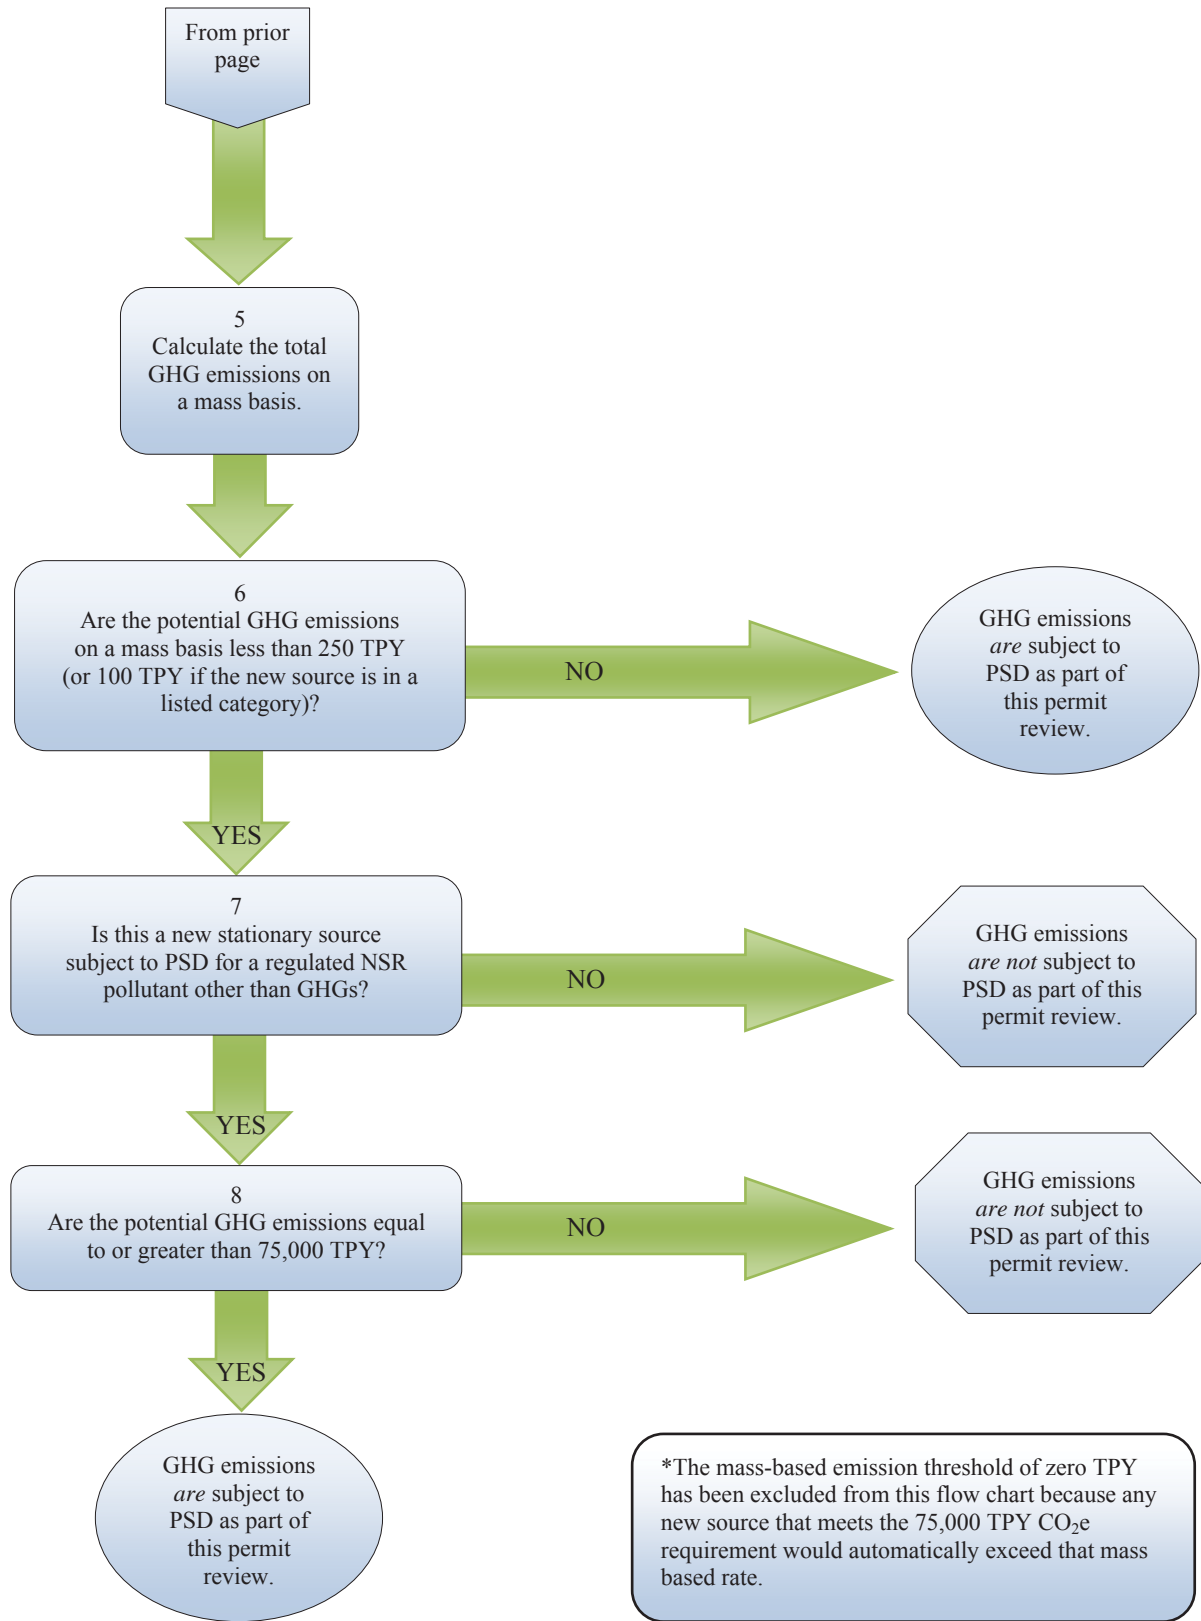 From prior
page
5
Calculate the total
GHG emissions on
a mass basis.
6
Are the potential GHG emissions
on a mass basis less than 250 TPY
(or 100 TPY if the new source is in a
listed category)?
NO
GHG emissions
are subject to
PSD as part of
this permit
review.
YES
7
Is this a new stationary source
subject to PSD for a regulated NSR
pollutant other than GHGs?
NO
GHG emissions
are not subject to
PSD as part of this
permit review.
YES
8
Are the potential GHG emissions equal
to or greater than 75,000 TPY?
NO
GHG emissions
are not subject to
PSD as part of this
permit review.
YES
GHG emissions
are subject to
PSD as part of
this permit
review.
*The mass-based emission threshold of zero TPY
has been excluded from this flow chart because any
new source that meets the 75,000 TPY CO₂e
requirement would automatically exceed that mass
based rate.